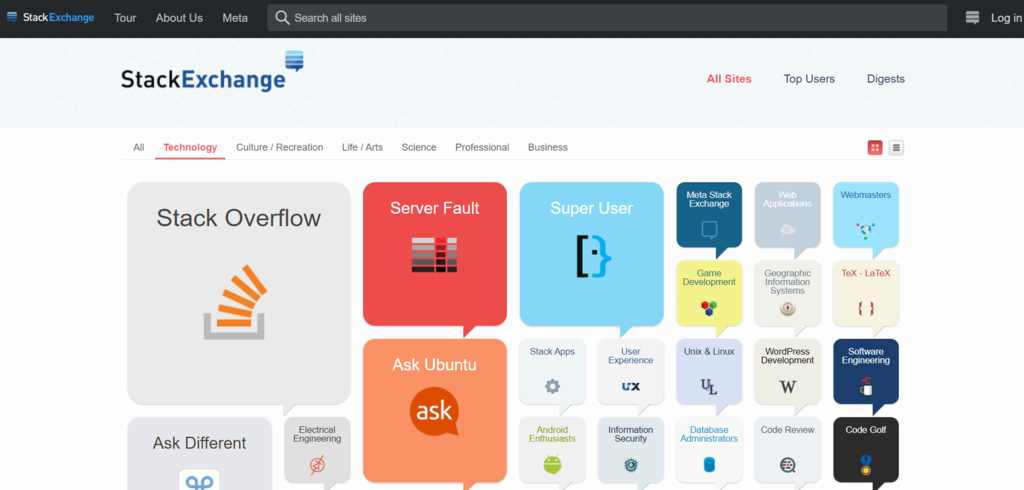 StackExchange Tour About Us Meta Search all sites Log in
StackExchange
All Sites Top Users Digests
All Technology Culture / Recreation Life / Arts Science Professional Business
Stack Overflow
Server Fault
Super User
Meta Stack
Exchange
Web
Applications
Webmasters
Game
Development
Geographic
Information
Systems
TeX - LaTeX
{ }
Ask Ubuntu
ask
Stack Apps
User
Experience
ux
Unix & Linux
UL
WordPress
Development
W
Software
Engineering
Ask Different
Electrical
Engineering
Android
Enthusiasts
Information
Security
Database
Administrators
Code Review
Code Golf